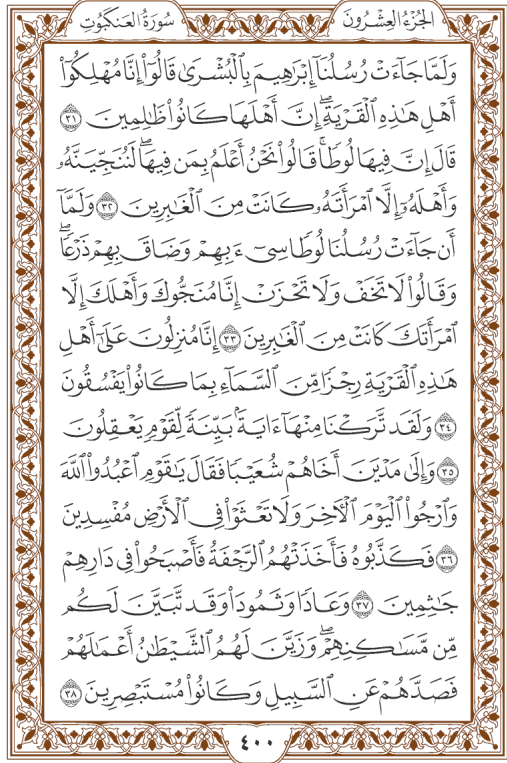 الجُزْءُ العِشْرُونَ
سُورَةُ العَنكَبُوتِ
وَلَمَّا جَآءَتْ رُسُلُنَآ إِبْرَٰهِيمَ بِٱلْبُشْرَىٰ قَالُوٓا۟ إِنَّا مُهْلِكُوٓا۟
أَهْلِ هَٰذِهِ ٱلْقَرْيَةِ ۖ إِنَّ أَهْلَهَا كَانُوا۟ ظَٰلِمِينَ ٣١
قَالَ إِنَّ فِيهَا لُوطًا ۚ قَالُوا۟ نَحْنُ أَعْلَمُ بِمَن فِيهَا ۖ لَنُنَجِّيَنَّهُۥ
وَأَهْلَهُۥٓ إِلَّا ٱمْرَأَتَهُۥ كَانَتْ مِنَ ٱلْغَٰبِرِينَ ٣٢ وَلَمَّآ
أَن جَآءَتْ رُسُلُنَا لُوطًا سِىٓءَ بِهِمْ وَضَاقَ بِهِمْ ذَرْعًا ۖ
وَقَالُوا۟ لَا تَخَفْ وَلَا تَحْزَنْ ۖ إِنَّا مُنَجُّوكَ وَأَهْلَكَ إِلَّا
ٱمْرَأَتَكَ كَانَتْ مِنَ ٱلْغَٰبِرِينَ ٣٣ إِنَّا مُنزِلُونَ عَلَىٰٓ أَهْلِ
هَٰذِهِ ٱلْقَرْيَةِ رِجْزًا مِّنَ ٱلسَّمَآءِ بِمَا كَانُوا۟ يَفْسُقُونَ
٣٤ وَلَقَد تَّرَكْنَا مِنْهَآ ءَايَةًۢ بَيِّنَةً لِّقَوْمٍ يَعْقِلُونَ
٣٥ وَإِلَىٰ مَدْيَنَ أَخَاهُمْ شُعَيْبًا فَقَالَ يَٰقَوْمِ ٱعْبُدُوا۟ ٱللَّهَ
وَٱرْجُوا۟ ٱلْيَوْمَ ٱلْـَٔاخِرَ وَلَا تَعْثَوْا۟ فِى ٱلْأَرْضِ مُفْسِدِينَ
٣٦ فَكَذَّبُوهُ فَأَخَذَتْهُمُ ٱلرَّجْفَةُ فَأَصْبَحُوا۟ فِى دَارِهِمْ
جَٰثِمِينَ ٣٧ وَعَادًا وَثَمُودَا۟ وَقَد تَّبَيَّنَ لَكُم
مِّن مَّسَٰكِنِهِمْ ۖ وَزَيَّنَ لَهُمُ ٱلشَّيْطَٰنُ أَعْمَٰلَهُمْ
فَصَدَّهُمْ عَنِ ٱلسَّبِيلِ وَكَانُوا۟ مُسْتَبْصِرِينَ ٣٨
٤٠٠